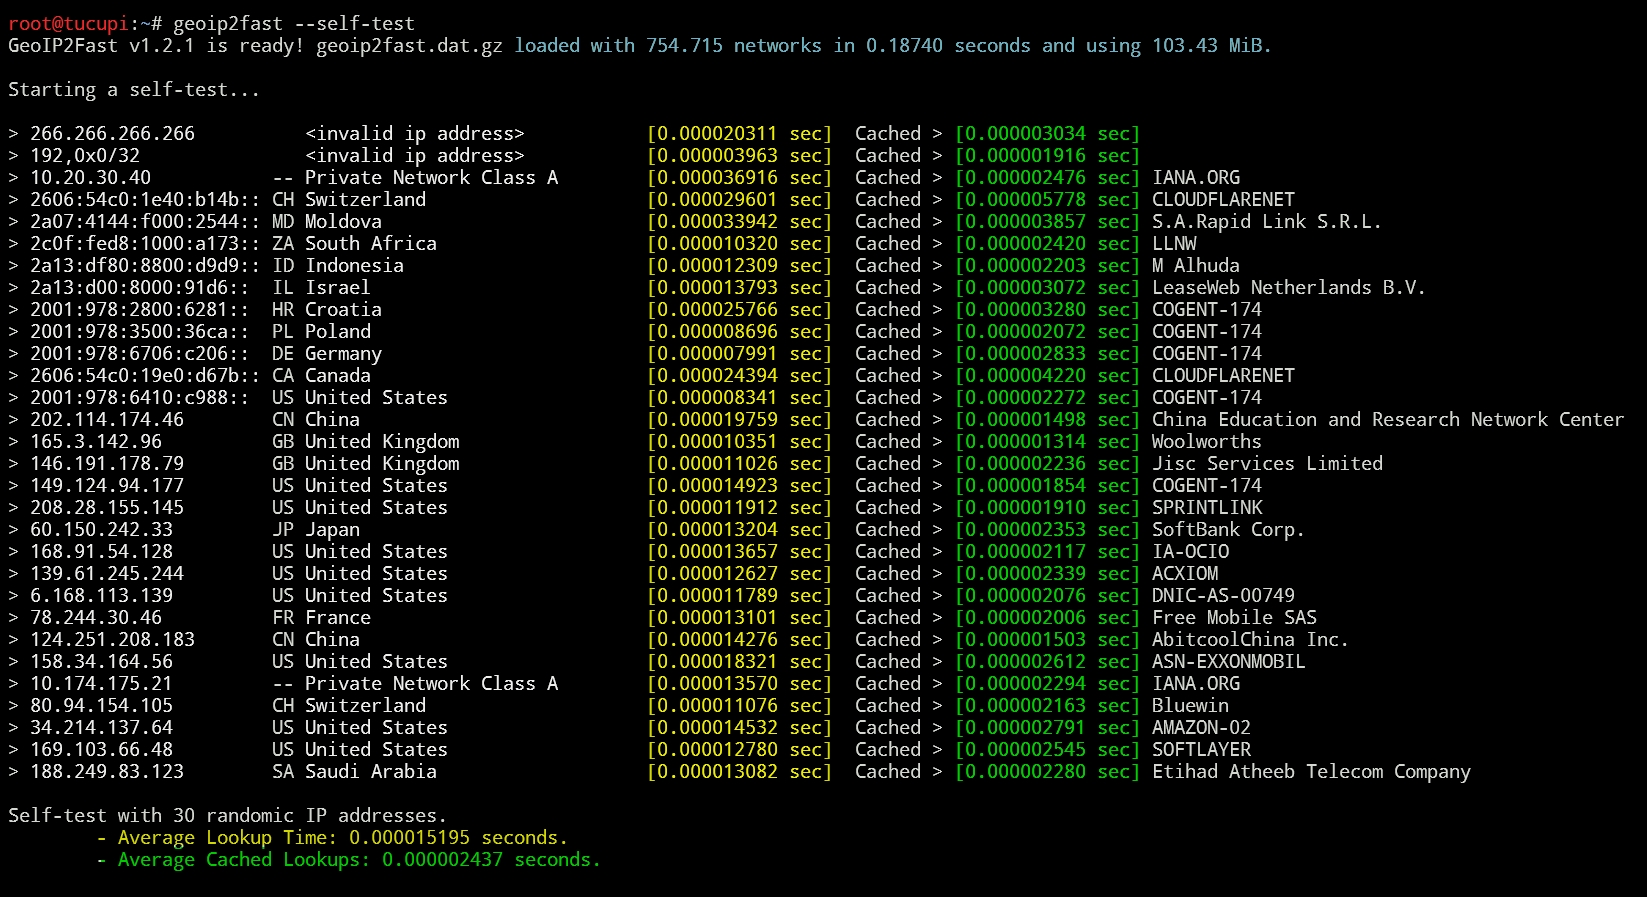 root@tucupi:~# geoip2fast --self-test
GeoIP2Fast v1.2.1 is ready! geoip2fast.dat.gz loaded with 754.715 networks in 0.18740 seconds and using 103.43 MiB.
Starting a self-test...
> 266.266.266.266 <invalid ip address> [0.000020311 sec] Cached > [0.000003034 sec]
> 192,0x0/32 <invalid ip address> [0.000003963 sec] Cached > [0.000001916 sec]
> 10.20.30.40 -- Private Network Class A [0.000036916 sec] Cached > [0.000002476 sec] IANA.ORG
> 2606:54c0:1e40:b14b:: CH Switzerland [0.000029601 sec] Cached > [0.000005778 sec] CLOUDFLARENET
> 2a07:4144:f000:2544:: MD Moldova [0.000033942 sec] Cached > [0.000003857 sec] S.A.Rapid Link S.R.L.
> 2c0f:fed8:1000:a173:: ZA South Africa [0.000010320 sec] Cached > [0.000002420 sec] LLNW
> 2a13:df80:8800:d9d9:: ID Indonesia [0.000012309 sec] Cached > [0.000002203 sec] M Alhuda
> 2a13:d00:8000:91d6:: IL Israel [0.000013793 sec] Cached > [0.000003072 sec] LeaseWeb Netherlands B.V.
> 2001:978:2800:6281:: HR Croatia [0.000025766 sec] Cached > [0.000003280 sec] COGENT-174
> 2001:978:3500:36ca:: PL Poland [0.000008696 sec] Cached > [0.000002072 sec] COGENT-174
> 2001:978:6706:c206:: DE Germany [0.000007991 sec] Cached > [0.000002833 sec] COGENT-174
> 2606:54c0:19e0:d67b:: CA Canada [0.000024394 sec] Cached > [0.000004220 sec] CLOUDFLARENET
> 2001:978:6410:c988:: US United States [0.000008341 sec] Cached > [0.000002272 sec] COGENT-174
> 202.114.174.46 CN China [0.000019759 sec] Cached > [0.000001498 sec] China Education and Research Network Center
> 165.3.142.96 GB United Kingdom [0.000010351 sec] Cached > [0.000001314 sec] Woolworths
> 146.191.178.79 GB United Kingdom [0.000011026 sec] Cached > [0.000002236 sec] Jisc Services Limited
> 149.124.94.177 US United States [0.000014923 sec] Cached > [0.000001854 sec] COGENT-174
> 208.28.155.145 US United States [0.000011912 sec] Cached > [0.000001910 sec] SPRINTLINK
> 60.150.242.33 JP Japan [0.000013204 sec] Cached > [0.000002353 sec] SoftBank Corp.
> 168.91.54.128 US United States [0.000013657 sec] Cached > [0.000002117 sec] IA-OCIO
> 139.61.245.244 US United States [0.000012627 sec] Cached > [0.000002339 sec] ACXIOM
> 6.168.113.139 US United States [0.000011789 sec] Cached > [0.000002076 sec] DNIC-AS-00749
> 78.244.30.46 FR France [0.000013101 sec] Cached > [0.000002006 sec] Free Mobile SAS
> 124.251.208.183 CN China [0.000014276 sec] Cached > [0.000001503 sec] AbitcoolChina Inc.
> 158.34.164.56 US United States [0.000018321 sec] Cached > [0.000002612 sec] ASN-EXXONMOBIL
> 10.174.175.21 -- Private Network Class A [0.000013570 sec] Cached > [0.000002294 sec] IANA.ORG
> 80.94.154.105 CH Switzerland [0.000011076 sec] Cached > [0.000002163 sec] Bluewin
> 34.214.137.64 US United States [0.000014532 sec] Cached > [0.000002791 sec] AMAZON-02
> 169.103.66.48 US United States [0.000012780 sec] Cached > [0.000002545 sec] SOFTLAYER
> 188.249.83.123 SA Saudi Arabia [0.000013082 sec] Cached > [0.000002280 sec] Etihad Atheeb Telecom Company
Self-test with 30 randomic IP addresses.
- Average Lookup Time: 0.000015195 seconds.
- Average Cached Lookups: 0.000002437 seconds.